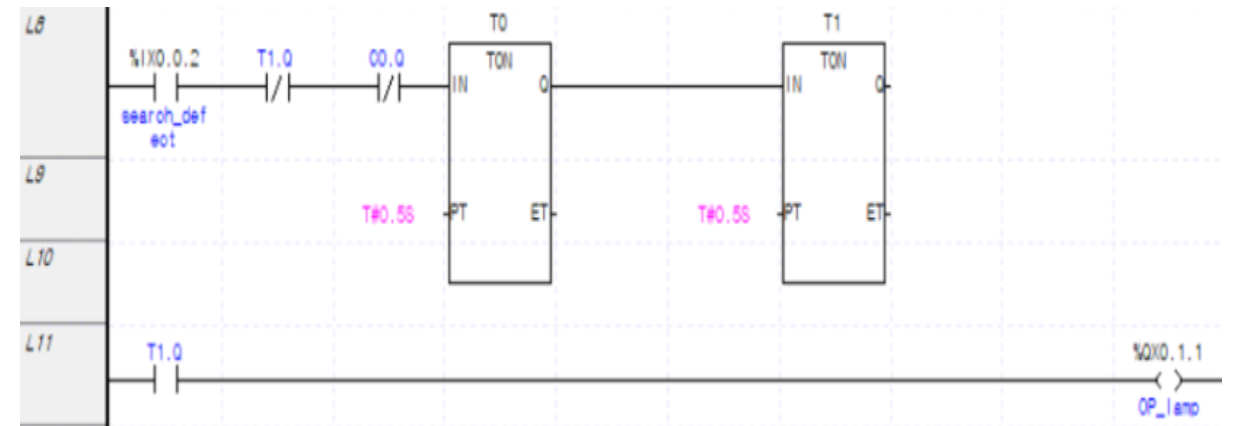 L8
T0
T1
%IX0.0.2
T1.Q
C0.Q
TON
TON
IN
Q
IN
Q
search_def
ect
L9
T#0.5S
PT
ET
T#0.5S
PT
ET
L10
L11
T1.Q
%QX0.1.1
OP_lamp